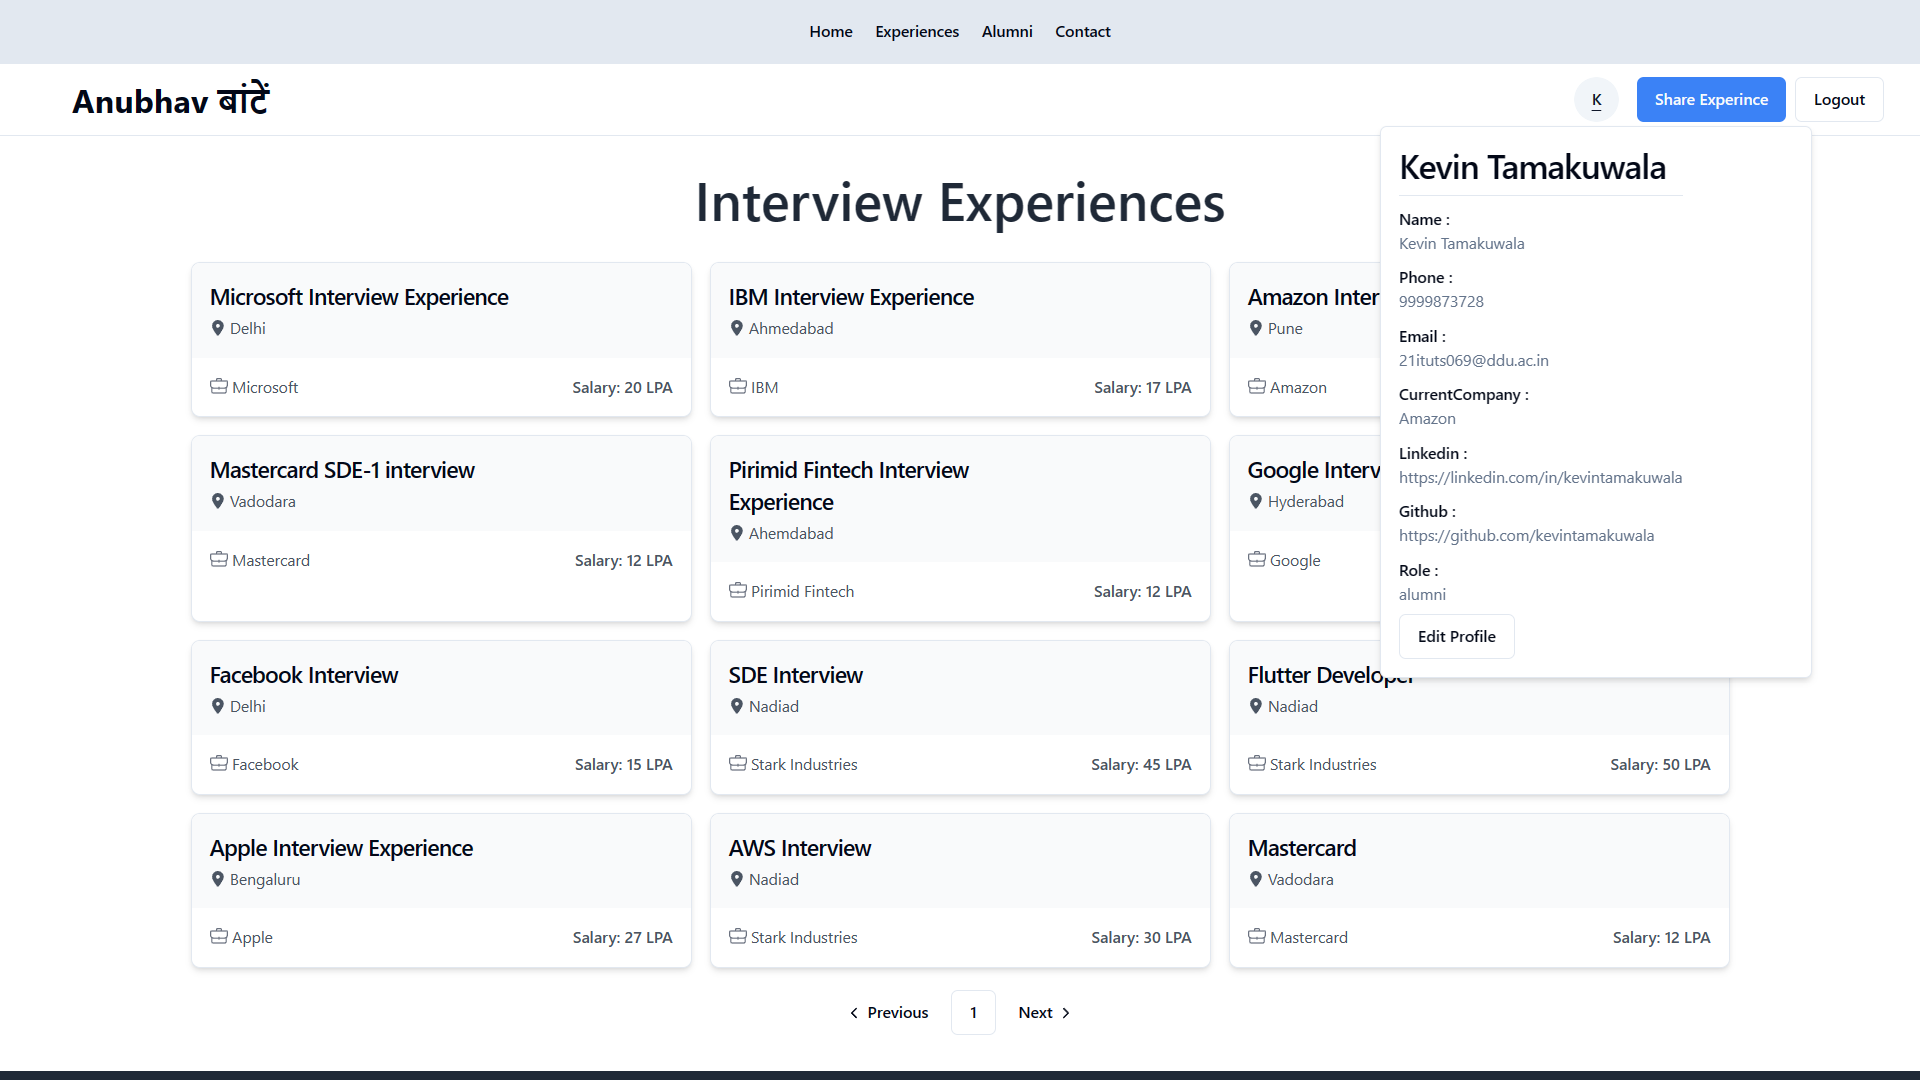 Home Experiences Alumni Contact
Anubhav बांटें
K
Share Experince
Logout
Interview Experiences
Microsoft Interview Experience
Delhi
Microsoft
Salary: 20 LPA
IBM Interview Experience
Ahmedabad
IBM
Salary: 17 LPA
Amazon
Pune
Amazon
Mastercard SDE-1 interview
Vadodara
Mastercard
Salary: 12 LPA
Pirimid Fintech Interview
Experience
Ahemdabad
Pirimid Fintech
Salary: 12 LPA
Google
Hyderabad
Google
Facebook Interview
Delhi
Facebook
Salary: 15 LPA
SDE Interview
Nadiad
Stark Industries
Salary: 45 LPA
Flutter Developer
Nadiad
Stark Industries
Salary: 50 LPA
Apple Interview Experience
Bengaluru
Apple
Salary: 27 LPA
AWS Interview
Nadiad
Stark Industries
Salary: 30 LPA
Mastercard
Vadodara
Mastercard
Salary: 12 LPA
Kevin Tamakuwala
Name :
Kevin Tamakuwala
Phone :
9999873728
Email :
21ituts069@ddu.ac.in
CurrentCompany :
Amazon
Linkedin :
https://linkedin.com/in/kevintamakuwala
Github :
https://github.com/kevintamakuwala
Role :
alumni
Edit Profile
Previous 1 Next